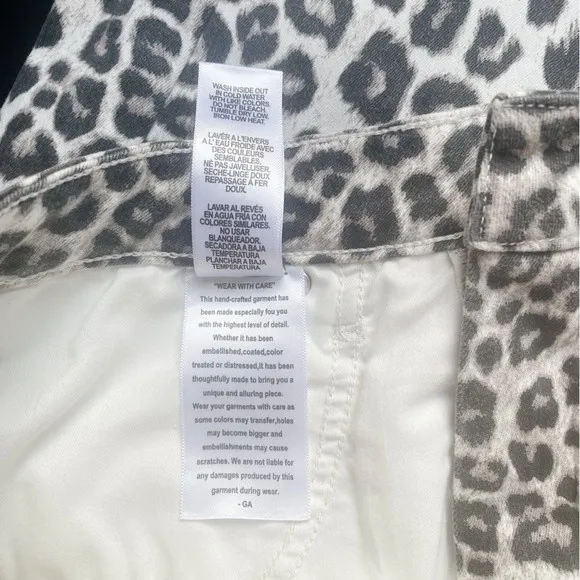 WASH INSIDE OUT
IN COLD WATER
WITH LIKE COLORS.
DO NOT BLEACH.
TUMBLE DRY LOW.
IRON LOW HEAT.
LAVÉR A L'ENVERS
A L' EAU FROIDE AVEC
DES COULEURS
SEMBLABLES.
NÉ PAS JAVELLISER.
SECHE-LINGE DOUX
REPASSAGE À FER
DOUX.
LAVAR AL REVÉS
EN AGUA FRIA CON
COLORES SIMILARES.
NO USAR
BLANQUEADOR.
SECADORA A BAJA
TEMPERATURA
PLANCHAR A BAJA
TEMPERATURA.
"WEAR WITH CARE"
This hand-crafted garment has
been made especially fou you
with the highest level of detail.
Whether it has been
embellished,coated,color
treated or distressed,it has been
thoughtfully made to bring you a
unique and alluring piece.
Wear your garments with care as
some colors may transfer,holes
may become bigger and
embellishments may cause
scratches. We are not liable for
any damages produced by this
garment during wear.
- GA